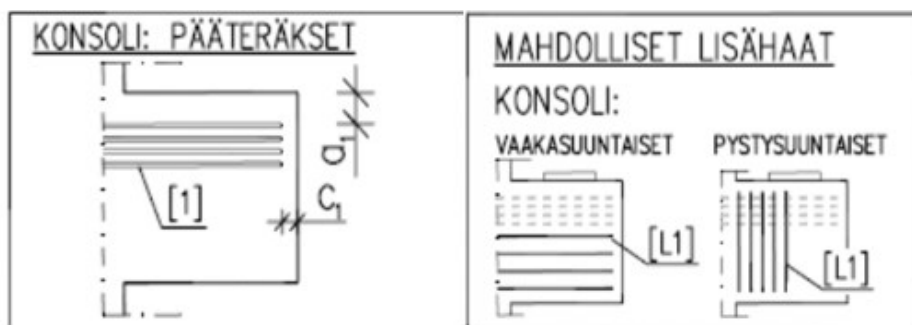 KONSOLI: PÄÄTERÄKSET
a1
c1
[1]
MAHDOLLISET LISÄHAAT
KONSOLI:
VAAKASUUNTAISET PYSTYSUUNTAISET
[L1]
[L1]